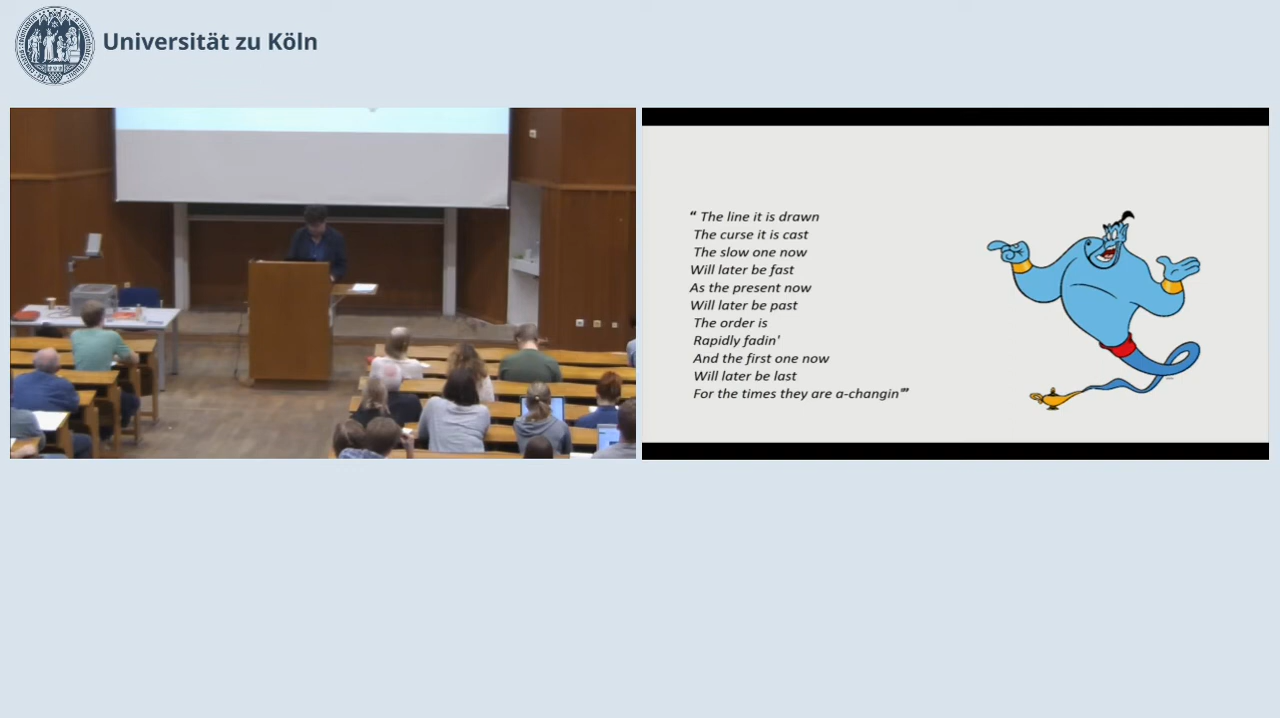 Universität zu Köln
“ The line it is drawn
The curse it is cast
The slow one now
Will later be fast
As the present now
Will later be past
The order is
Rapidly fadin'
And the first one now
Will later be last
For the times they are a-changin'”